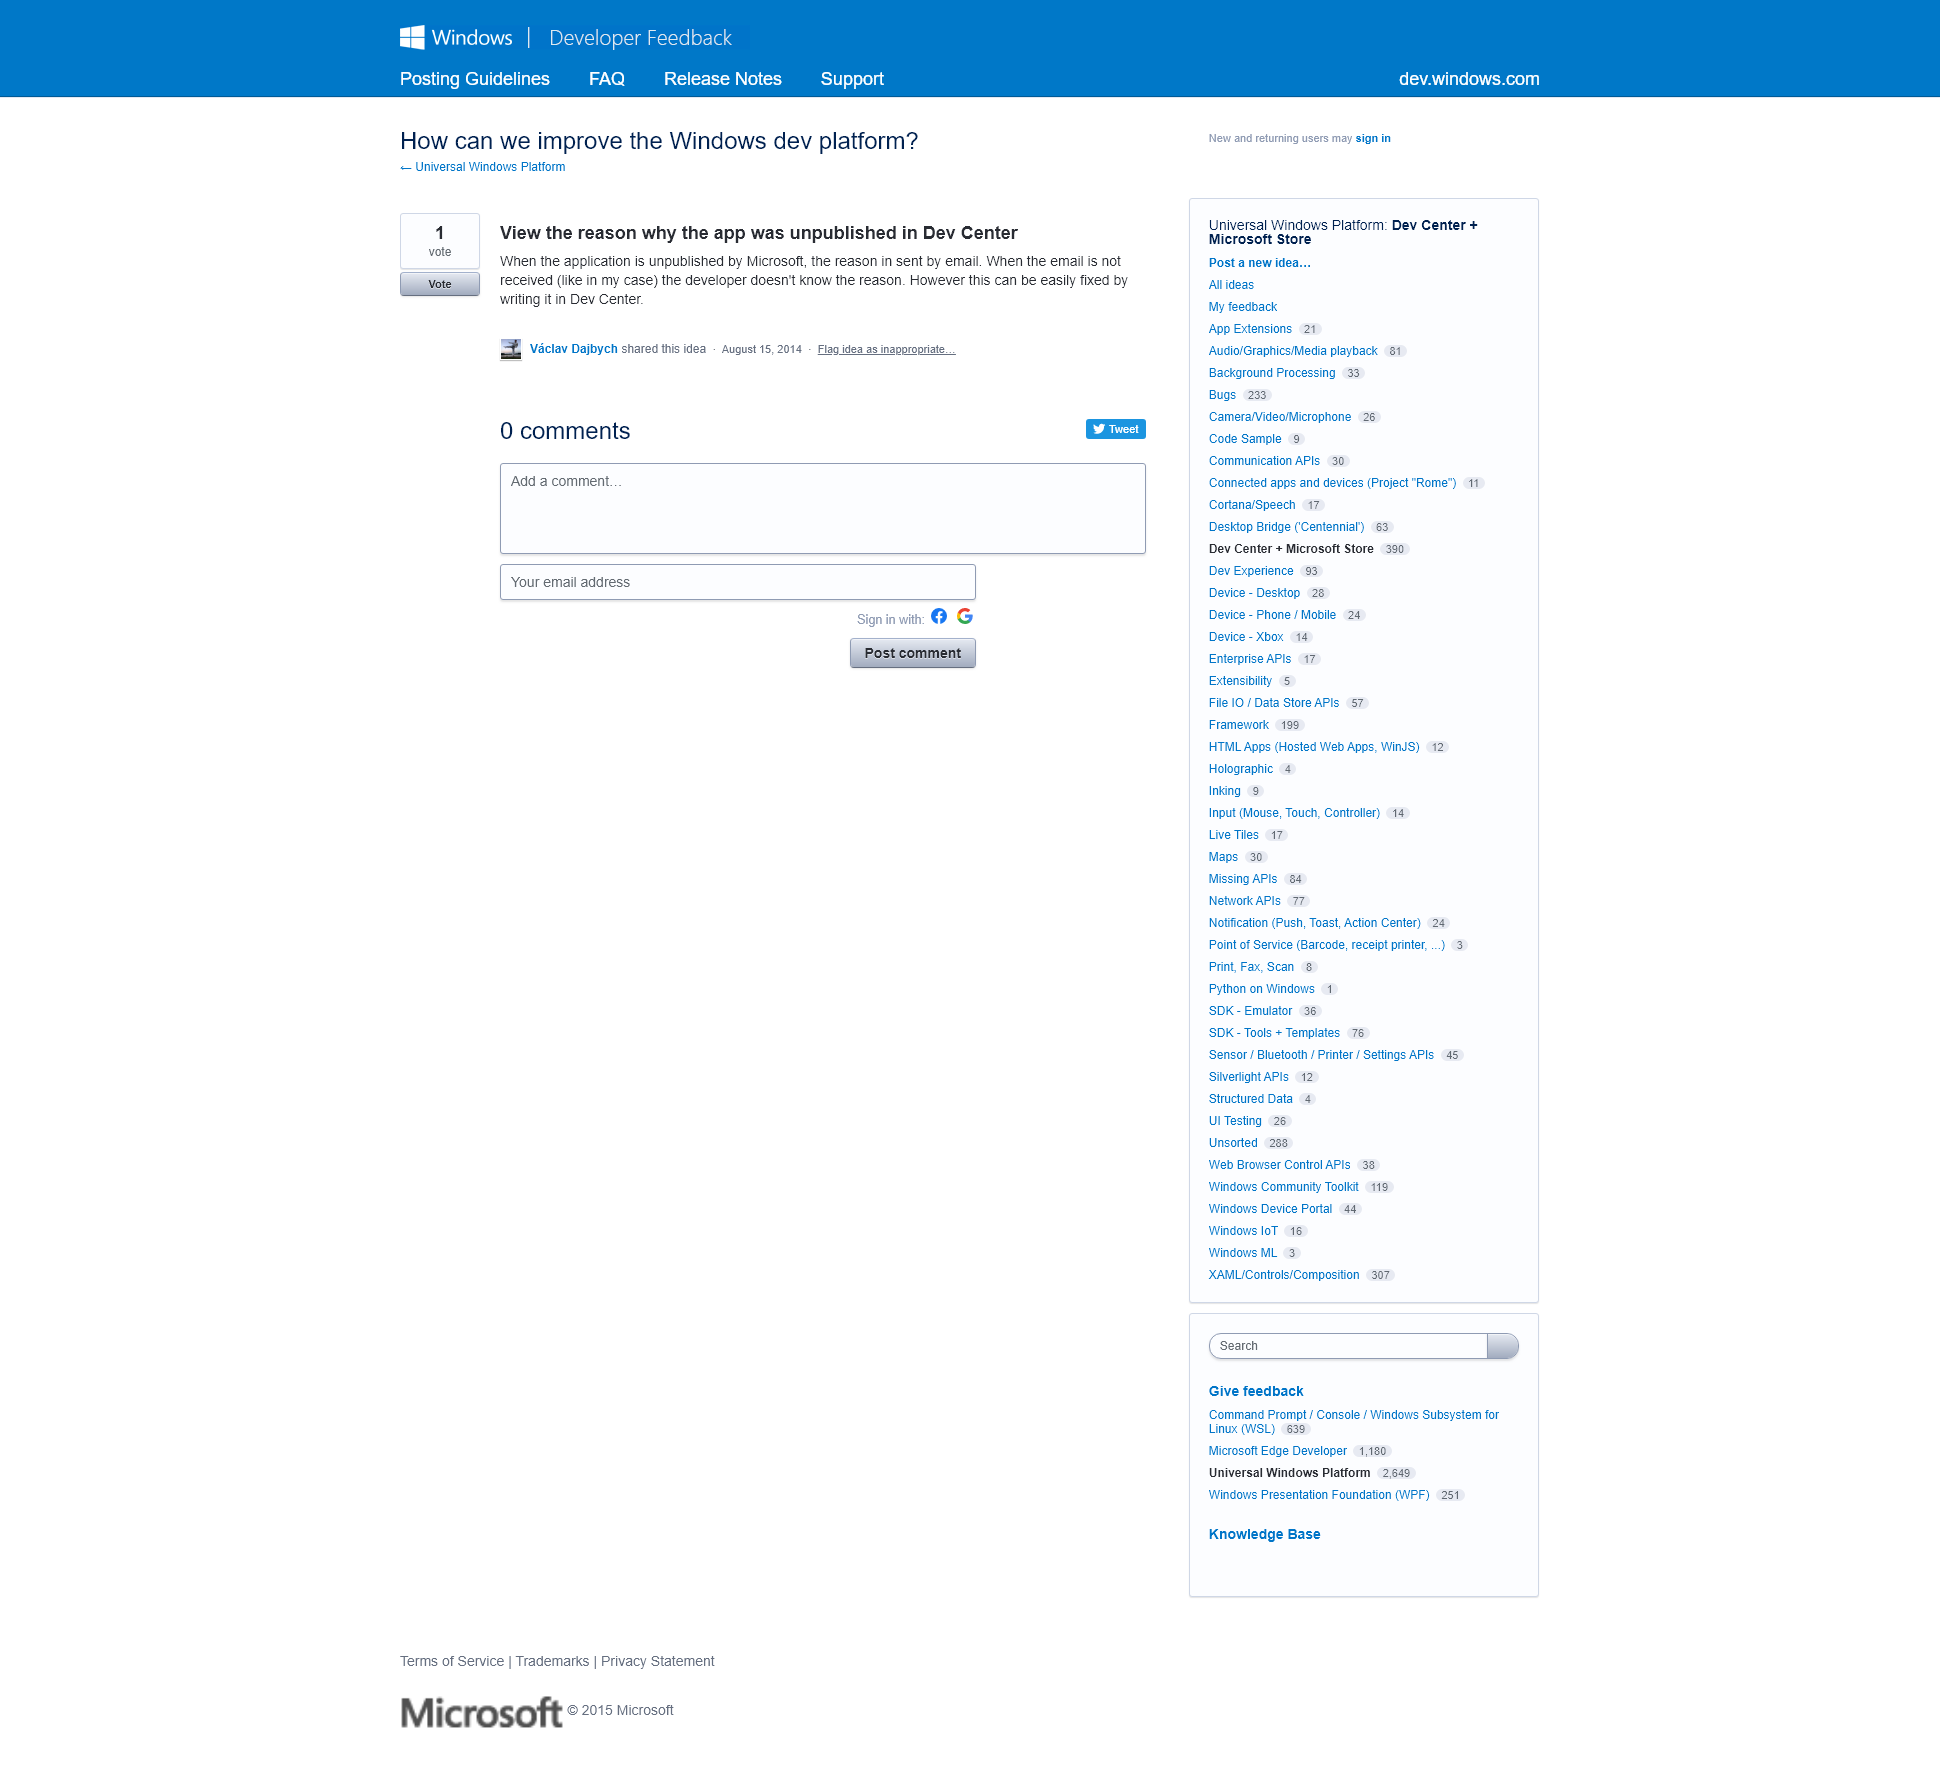 Windows | Developer Feedback
Posting Guidelines FAQ Release Notes Support dev.windows.com
How can we improve the Windows dev platform?
← Universal Windows Platform
New and returning users may sign in
1
vote
Vote
View the reason why the app was unpublished in Dev Center
When the application is unpublished by Microsoft, the reason in sent by email. When the email is not
received (like in my case) the developer doesn't know the reason. However this can be easily fixed by
writing it in Dev Center.
Václav Dajbych shared this idea · August 15, 2014 · Flag idea as inappropriate…
0 comments
Tweet
Add a comment…
Your email address
Sign in with:
Post comment
Universal Windows Platform: Dev Center +
Microsoft Store
Post a new idea…
All ideas
My feedback
App Extensions 21
Audio/Graphics/Media playback 81
Background Processing 33
Bugs 233
Camera/Video/Microphone 26
Code Sample 9
Communication APIs 30
Connected apps and devices (Project "Rome") 11
Cortana/Speech 17
Desktop Bridge ('Centennial') 63
Dev Center + Microsoft Store 390
Dev Experience 93
Device - Desktop 28
Device - Phone / Mobile 24
Device - Xbox 14
Enterprise APIs 17
Extensibility 5
File IO / Data Store APIs 57
Framework 199
HTML Apps (Hosted Web Apps, WinJS) 12
Holographic 4
Inking 9
Input (Mouse, Touch, Controller) 14
Live Tiles 17
Maps 30
Missing APIs 84
Network APIs 77
Notification (Push, Toast, Action Center) 24
Point of Service (Barcode, receipt printer, ...) 3
Print, Fax, Scan 8
Python on Windows 1
SDK - Emulator 36
SDK - Tools + Templates 76
Sensor / Bluetooth / Printer / Settings APIs 45
Silverlight APIs 12
Structured Data 4
UI Testing 26
Unsorted 288
Web Browser Control APIs 38
Windows Community Toolkit 119
Windows Device Portal 44
Windows IoT 16
Windows ML 3
XAML/Controls/Composition 307
Search
Give feedback
Command Prompt / Console / Windows Subsystem for
Linux (WSL) 639
Microsoft Edge Developer 1,180
Universal Windows Platform 2,649
Windows Presentation Foundation (WPF) 251
Knowledge Base
Terms of Service | Trademarks | Privacy Statement
Microsoft © 2015 Microsoft